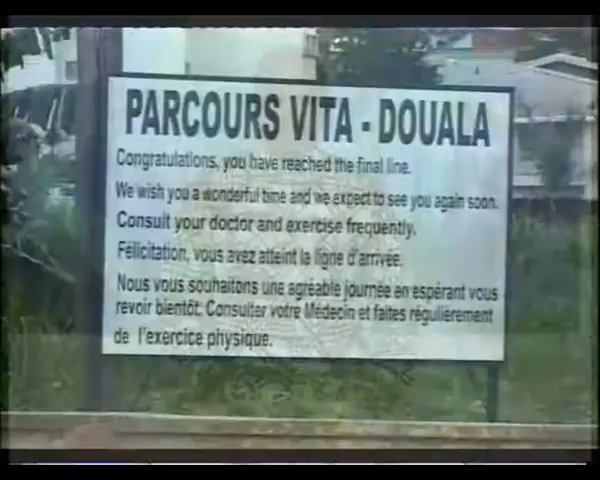 PARCOURS VITA - DOUALA
Congratulations, you have reached the final line.
We wish you a wonderful time and we expect to see you again soon.
Consult your doctor and exercise frequently.
Félicitation, vous avez atteint la ligne d'arrivée.
Nous vous souhaitons une agréable journée en espérant vous
revoir bientôt. Consulter votre Médecin et faites régulièrement
de l'exercice physique.